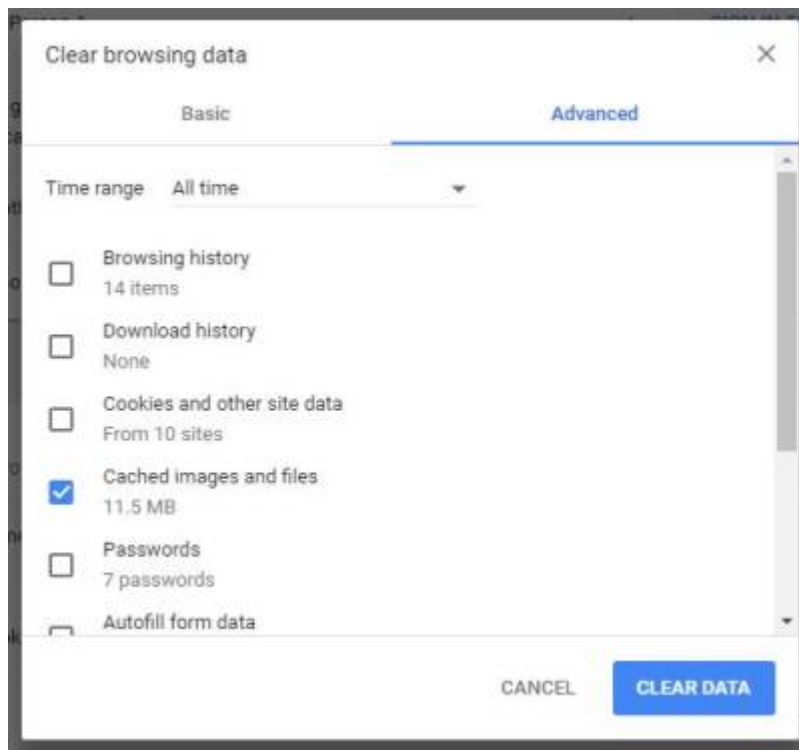 Clear browsing data
Basic Advanced
Time range All time
Browsing history
14 items
Download history
None
Cookies and other site data
From 10 sites
Cached images and files
11.5 MB
Passwords
7 passwords
Autofill form data
CANCEL CLEAR DATA